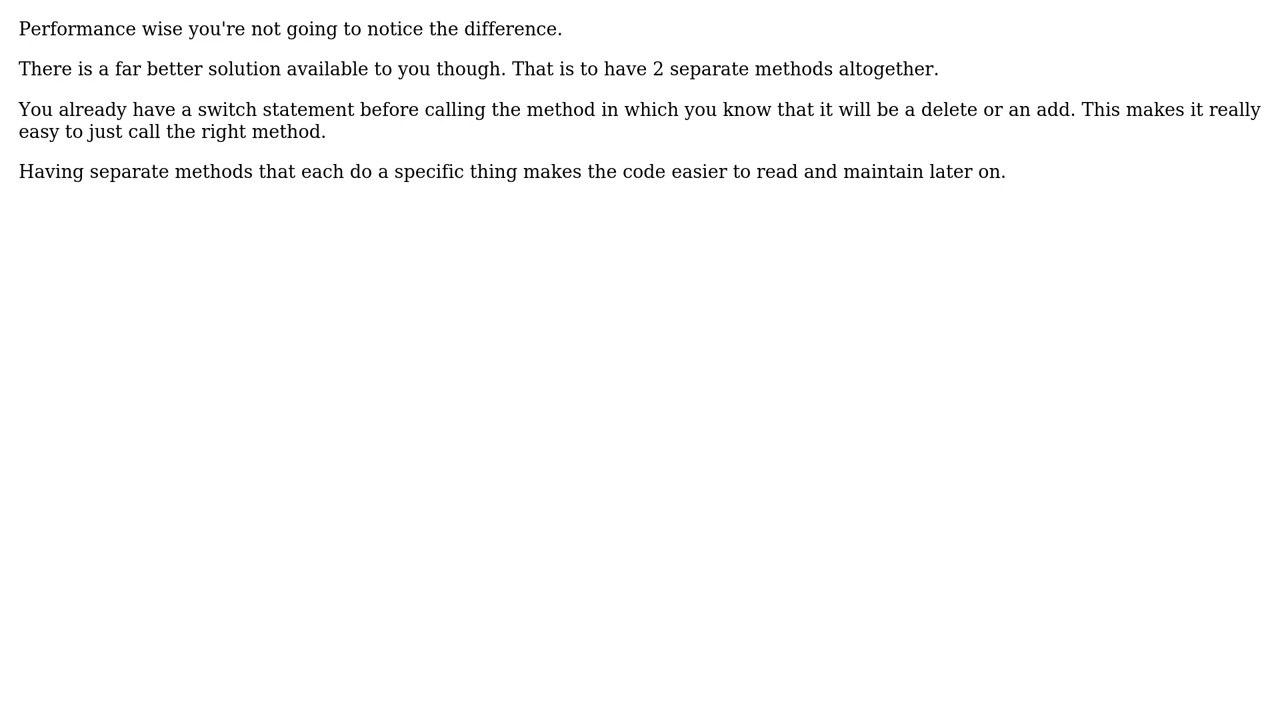 Performance wise you're not going to notice the difference.
There is a far better solution available to you though. That is to have 2 separate methods altogether.
You already have a switch statement before calling the method in which you know that it will be a delete or an add. This makes it really
easy to just call the right method.
Having separate methods that each do a specific thing makes the code easier to read and maintain later on.